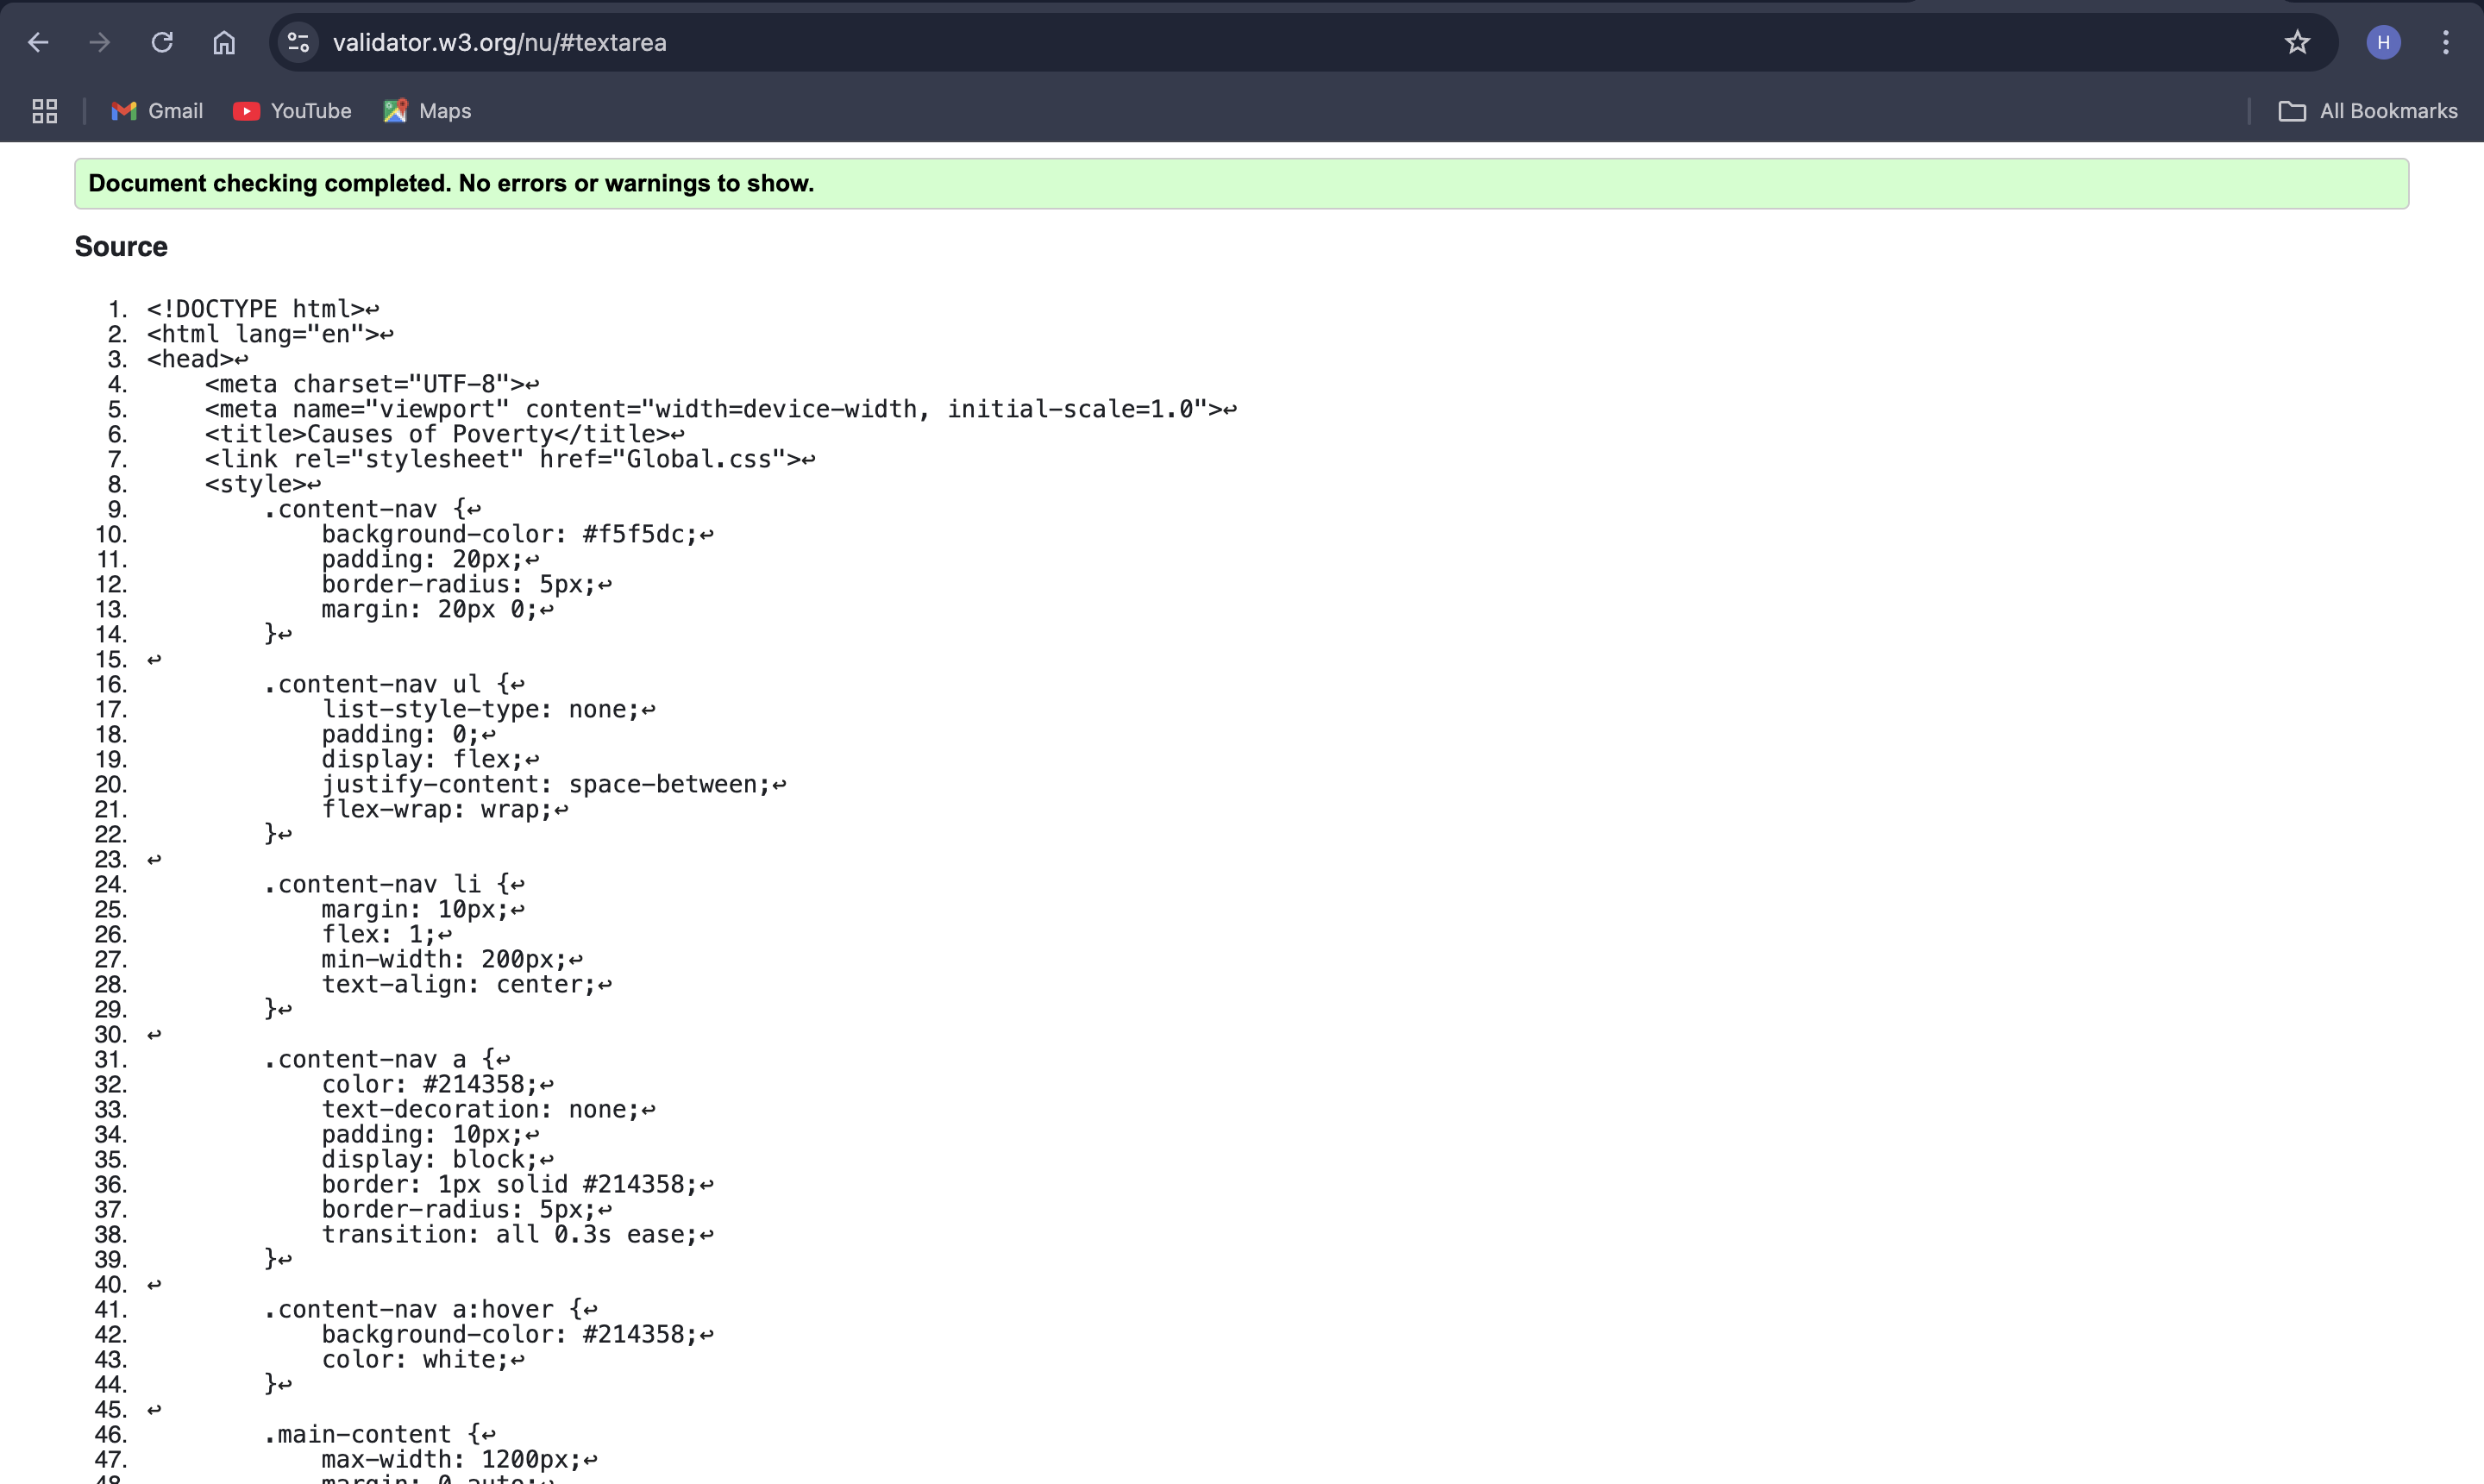 validator.w3.org/nu/#textarea
H
Gmail
YouTube
Maps
All Bookmarks
Document checking completed. No errors or warnings to show.
Source
1. <!DOCTYPE html>↩
2. <html lang="en">↩
3. <head>↩
4.     <meta charset="UTF-8">↩
5.     <meta name="viewport" content="width=device-width, initial-scale=1.0">↩
6.     <title>Causes of Poverty</title>↩
7.     <link rel="stylesheet" href="Global.css">↩
8.     <style>↩
9.         .content-nav {↩
10.             background-color: #f5f5dc;↩
11.             padding: 20px;↩
12.             border-radius: 5px;↩
13.             margin: 20px 0;↩
14.         }↩
15. ↩
16.         .content-nav ul {↩
17.             list-style-type: none;↩
18.             padding: 0;↩
19.             display: flex;↩
20.             justify-content: space-between;↩
21.             flex-wrap: wrap;↩
22.         }↩
23. ↩
24.         .content-nav li {↩
25.             margin: 10px;↩
26.             flex: 1;↩
27.             min-width: 200px;↩
28.             text-align: center;↩
29.         }↩
30. ↩
31.         .content-nav a {↩
32.             color: #214358;↩
33.             text-decoration: none;↩
34.             padding: 10px;↩
35.             display: block;↩
36.             border: 1px solid #214358;↩
37.             border-radius: 5px;↩
38.             transition: all 0.3s ease;↩
39.         }↩
40. ↩
41.         .content-nav a:hover {↩
42.             background-color: #214358;↩
43.             color: white;↩
44.         }↩
45. ↩
46.         .main-content {↩
47.             max-width: 1200px;↩
48.             margin: 0 auto;↩